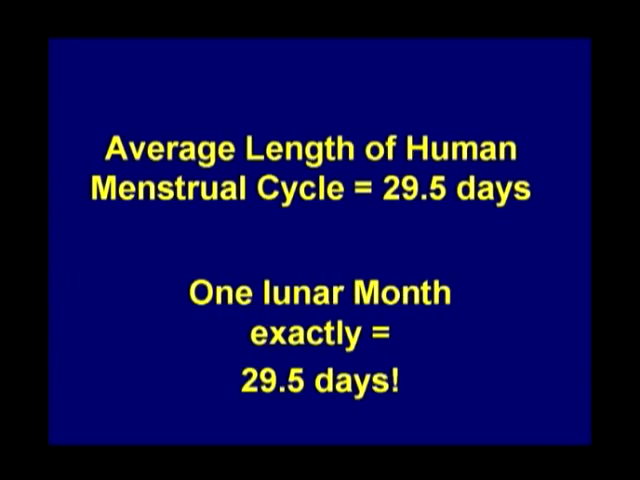 Average Length of Human
Menstrual Cycle = 29.5 days
One lunar Month
exactly =
29.5 days!